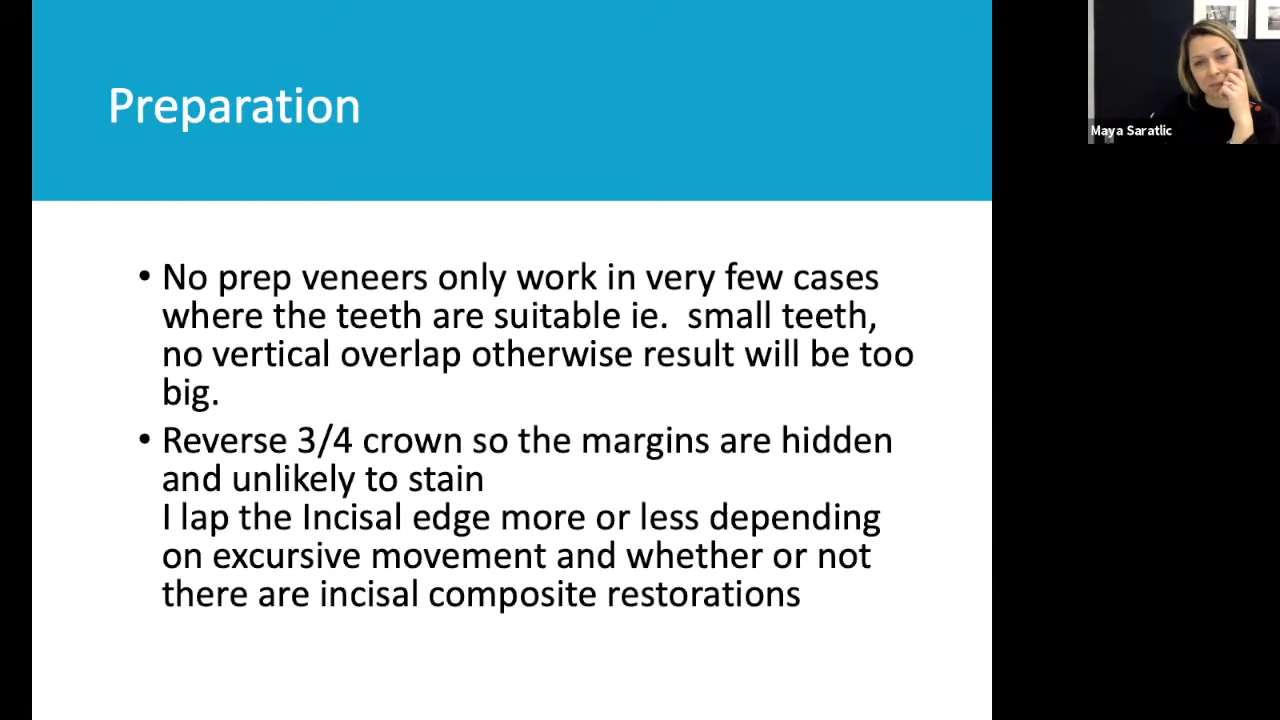 Preparation
Maya Saratlic
• No prep veneers only work in very few cases
where the teeth are suitable ie.  small teeth,
no vertical overlap otherwise result will be too
big.
• Reverse 3/4 crown so the margins are hidden
and unlikely to stain
I lap the Incisal edge more or less depending
on excursive movement and whether or not
there are incisal composite restorations